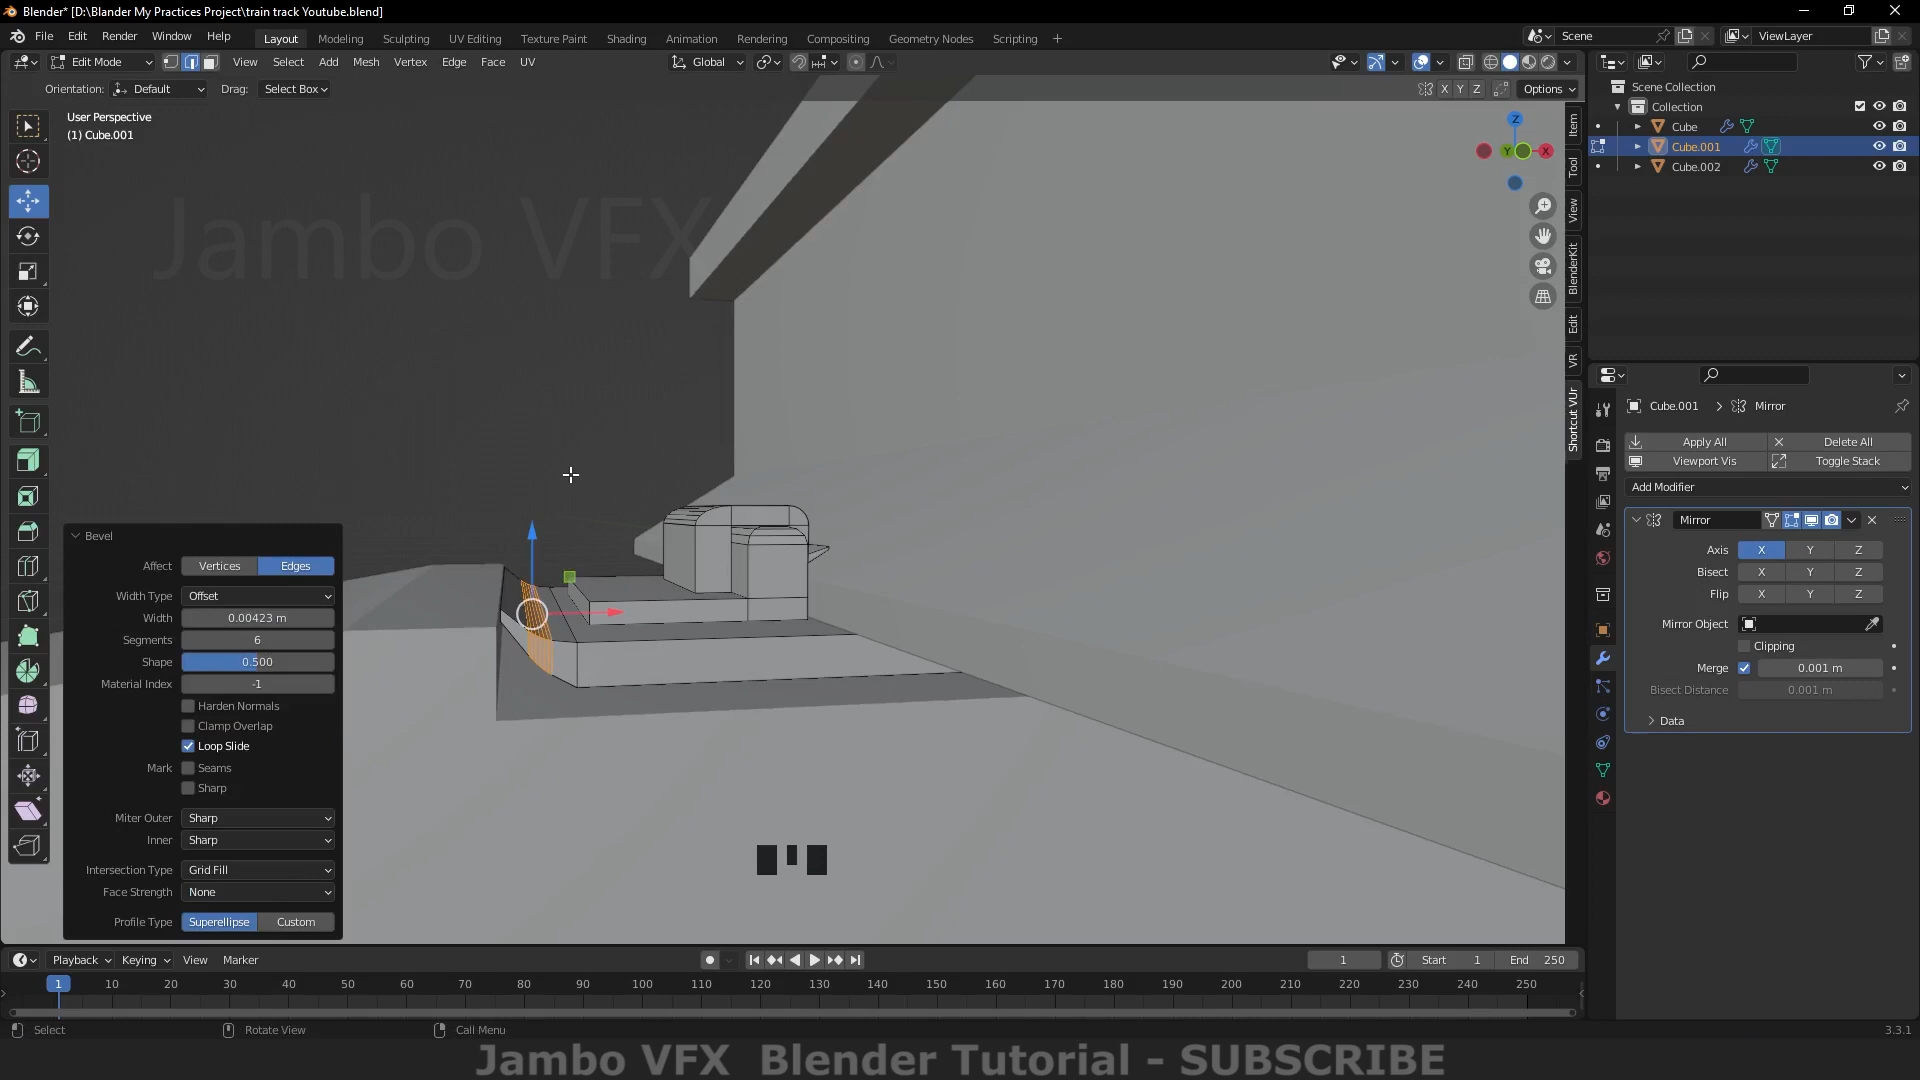 Blender* [D:\Blander My Practices Project\train track Youtube.blend]
File Edit Render Window Help Layout Modeling Sculpting UV Editing Texture Paint Shading Animation Rendering Compositing Geometry Nodes Scripting + Scene ViewLayer
Edit Mode View Select Add Mesh Vertex Edge Face UV Global
Orientation: Default Drag: Select Box X Y Z Options
User Perspective
(1) Cube.001
Jambo VFX
Z
Y
X
Item
Tool
View
BlenderKit
Edit
VR
Shortcut VUr
Scene Collection
Collection
Cube
Cube.001
Cube.002
Cube.001 > Mirror
Apply All Delete All
Viewport Vis Toggle Stack
Add Modifier
Mirror
Axis X Y Z
Bisect X Y Z
Flip X Y Z
Mirror Object
Clipping
Merge 0.001 m
Bisect Distance 0.001 m
Data
Bevel
Affect Vertices Edges
Width Type Offset
Width 0.00423 m
Segments 6
Shape 0.500
Material Index -1
Harden Normals
Clamp Overlap
Loop Slide
Mark Seams
Sharp
Miter Outer Sharp
Inner Sharp
Intersection Type Grid Fill
Face Strength None
Profile Type Superellipse Custom
Playback Keying View Marker 1 Start 1 End 250
1 10 20 30 40 50 60 70 80 90 100 110 120 130 140 150 160 170 180 190 200 210 220 230 240 250
Select Rotate View Call Menu 3.3.1
Jambo VFX Blender Tutorial - SUBSCRIBE